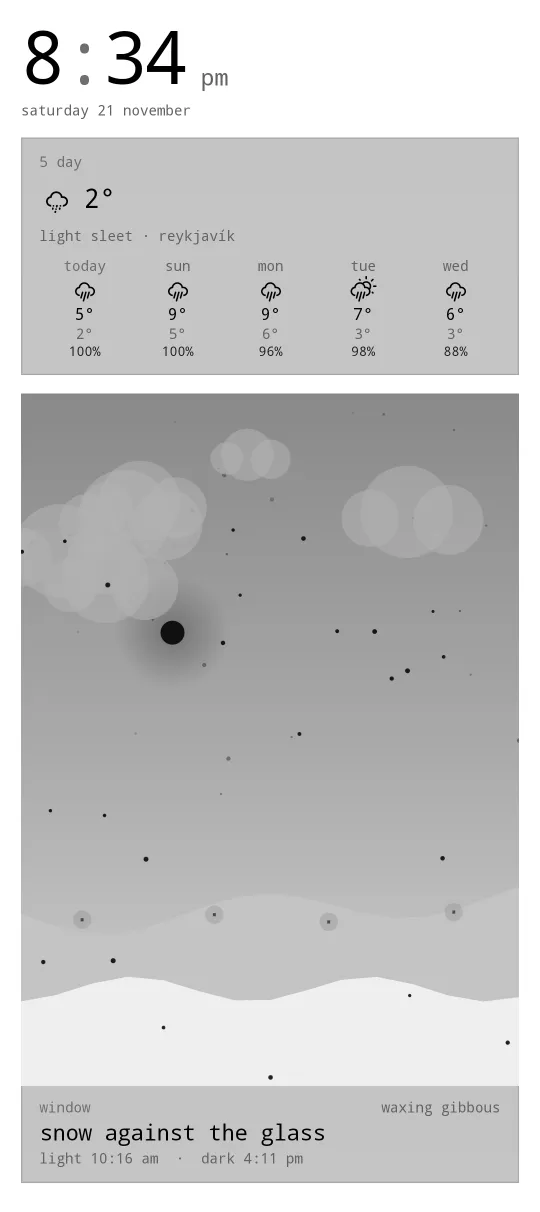 8:34 pm
saturday 21 november
5 day
2°
light sleet · reykjavík
today sun mon tue wed
5° 9° 9° 7° 6°
2° 5° 6° 3° 3°
100% 100% 96% 98% 88%
window waxing gibbous
snow against the glass
light 10:16 am · dark 4:11 pm